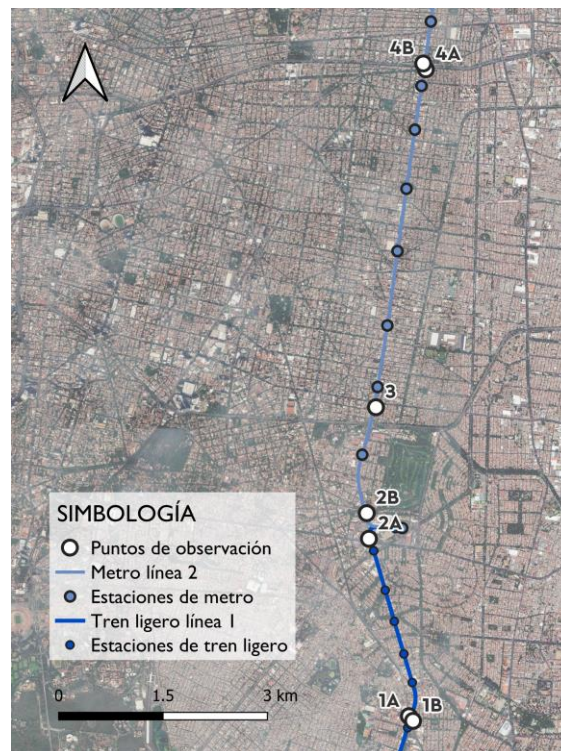 4B 4A
3
2B
2A
SIMBOLOGÍA
Puntos de observación
Metro línea 2
Estaciones de metro
Tren ligero línea 1
Estaciones de tren ligero
0 1.5 3 km
1A 1B